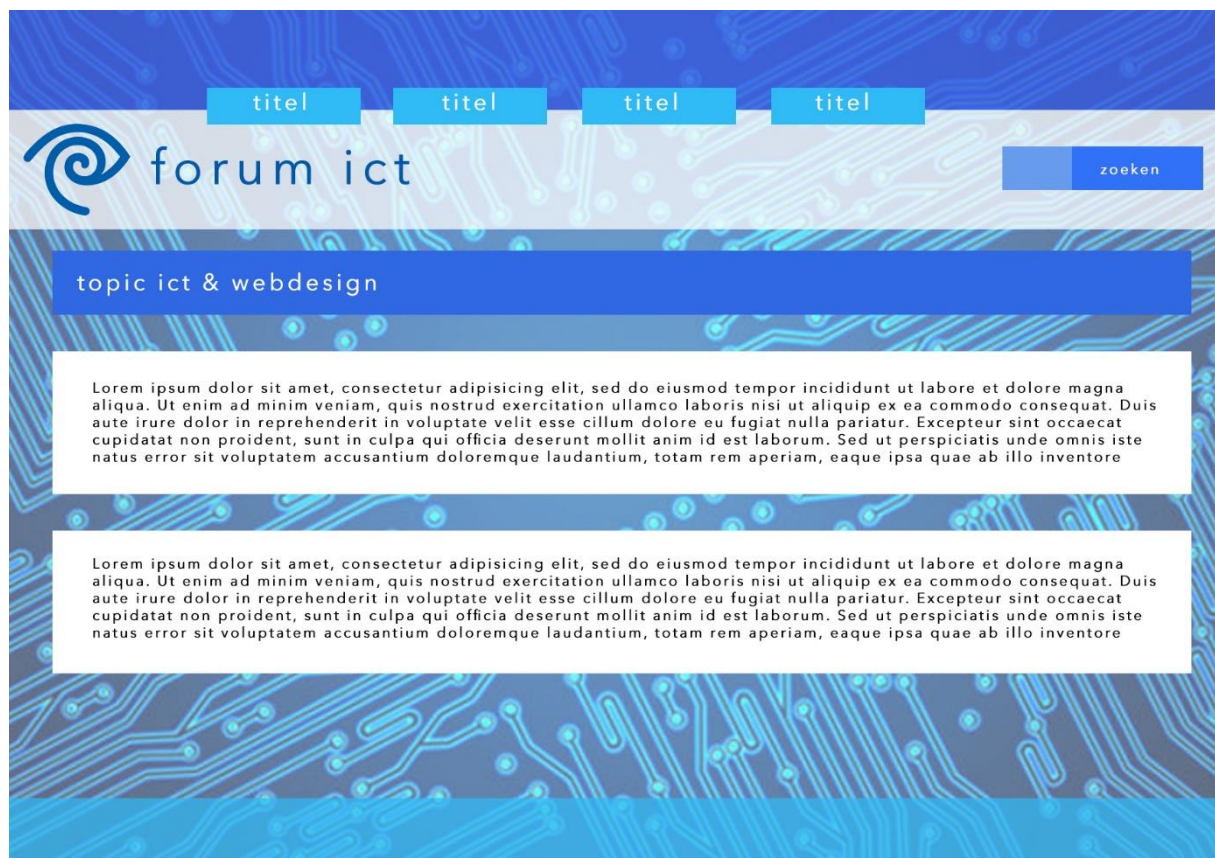 titel titel titel titel
forum ict
zoeken
topic ict & webdesign
Lorem ipsum dolor sit amet, consectetur adipisicing elit, sed do eiusmod tempor incididunt ut labore et dolore magna
aliqua. Ut enim ad minim veniam, quis nostrud exercitation ullamco laboris nisi ut aliquip ex ea commodo consequat. Duis
aute irure dolor in reprehenderit in voluptate velit esse cillum dolore eu fugiat nulla pariatur. Excepteur sint occaecat
cupidatat non proident, sunt in culpa qui officia deserunt mollit anim id est laborum. Sed ut perspiciatis unde omnis iste
natus error sit voluptatem accusantium doloremque laudantium, totam rem aperiam, eaque ipsa quae ab illo inventore
Lorem ipsum dolor sit amet, consectetur adipisicing elit, sed do eiusmod tempor incididunt ut labore et dolore magna
aliqua. Ut enim ad minim veniam, quis nostrud exercitation ullamco laboris nisi ut aliquip ex ea commodo consequat. Duis
aute irure dolor in reprehenderit in voluptate velit esse cillum dolore eu fugiat nulla pariatur. Excepteur sint occaecat
cupidatat non proident, sunt in culpa qui officia deserunt mollit anim id est laborum. Sed ut perspiciatis unde omnis iste
natus error sit voluptatem accusantium doloremque laudantium, totam rem aperiam, eaque ipsa quae ab illo inventore